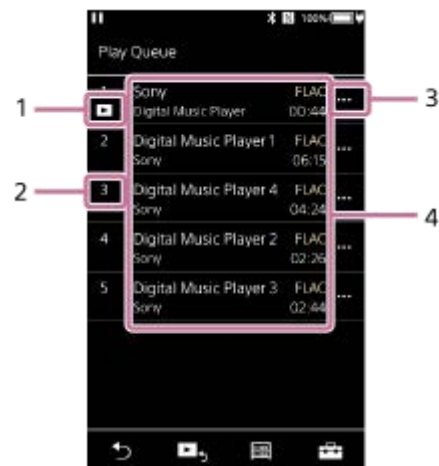 100%
Play Queue
1
Sony FLAC
Digital Music Player 00:44
2 Digital Music Player 1 FLAC
Sony 06:15
3 Digital Music Player 4 FLAC
Sony 04:24
4 Digital Music Player 2 FLAC
Sony 02:26
5 Digital Music Player 3 FLAC
Sony 02:44
1
2
3
4